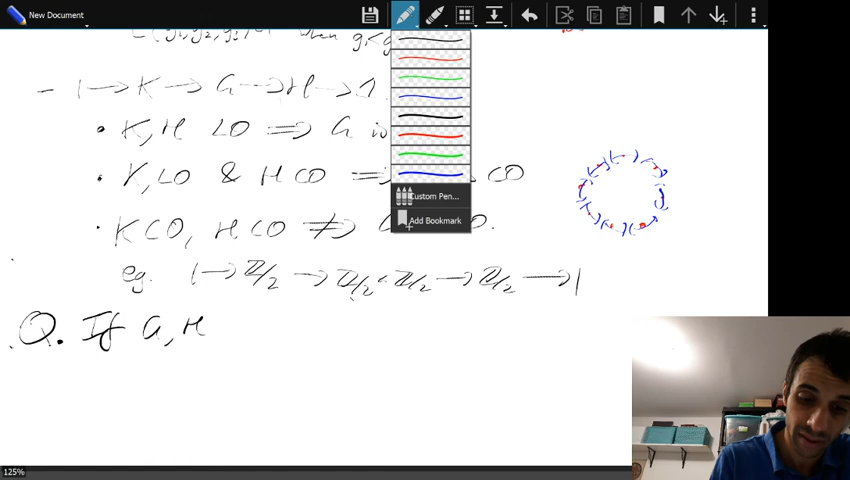 New Document
- 1 → K → G → H → 1.
• K, H LO ⟹ G is
Custom Pen...
• K, LO & H CO ⟹ CO
Add Bookmark
• K CO, H CO ⇏ G O.
eg. 1 → ℤ/2 → ℤ/2 × ℤ/2 → ℤ/2 → 1
Q. If G, H
125%